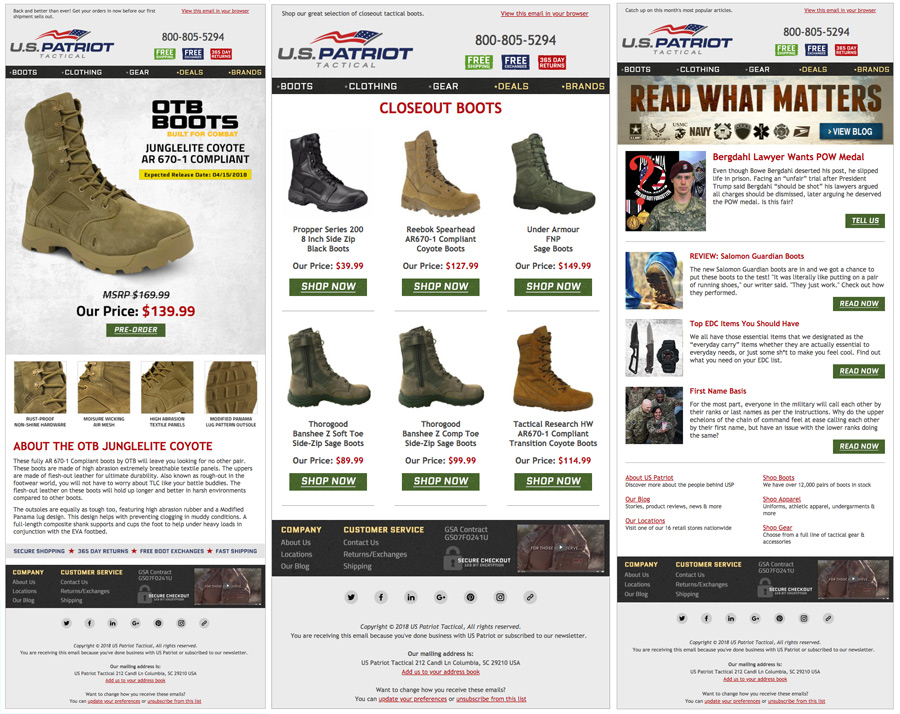 Back and better than ever! Get your orders in now before our first
shipment sells out.
View this email in your browser
U.S.PATRIOT
TACTICAL
800-805-5294
FREE SHIPPING
FREE EXCHANGES
365 DAY RETURNS
BOOTS
CLOTHING
GEAR
DEALS
BRANDS
OTB
BOOTS
BUILT FOR COMBAT
JUNGLELITE COYOTE
AR 670-1 COMPLIANT
Expected Release Date: 04/15/2018
MSRP $169.99
Our Price: $139.99
PRE-ORDER
RUST-PROOF
NON-SHINE HARDWARE
MOISURE WICKING
AIR MESH
HIGH ABRASION
TEXTILE PANELS
MODIFIED PANAMA
LUG PATTERN OUTSOLE
ABOUT THE OTB JUNGLELITE COYOTE
These fully AR 670-1 Compliant boots by OTB will leave you looking for no other pair.
These boots are made of high abrasion extremely breathable textile panels. The uppers
are made of flesh-out leather for ultimate durability. Also known as rough-out in the
footwear world, you will not have to worry about TLC like your battle buddies. The
flesh-out leather on these boots will hold up longer and better in harsh environments
compared to other boots.
The outsoles are equally as tough too, featuring high abrasion rubber and a Modified
Panama lug design. This design helps with preventing clogging in muddy conditions. A
full-length composite shank supports and cups the foot to help under heavy loads in
conjunction with the EVA footbed.
SECURE SHOPPING ★ 365 DAY RETURNS ★ FREE BOOT EXCHANGES ★ FAST SHIPPING
COMPANY
About Us
Locations
Our Blog
CUSTOMER SERVICE
Contact Us
Returns/Exchanges
Shipping
GSA Contract
GS07F0241U
SECURE CHECKOUT
128 BIT ENCRYPTION
FOR THOSE WHO SERVE
Copyright © 2018 US Patriot Tactical, All rights reserved.
You are receiving this email because you've done business with US Patriot or subscribed to our newsletter.
Our mailing address is:
US Patriot Tactical 212 Candi Ln Columbia, SC 29210 USA
Add us to your address book
Want to change how you receive these emails?
You can update your preferences or unsubscribe from this list
Shop our great selection of closeout tactical boots.
View this email in your browser
U.S.PATRIOT
TACTICAL
800-805-5294
FREE SHIPPING
FREE EXCHANGES
365 DAY RETURNS
BOOTS
CLOTHING
GEAR
DEALS
BRANDS
CLOSEOUT BOOTS
Propper Series 200
8 Inch Side Zip
Black Boots
Our Price: $39.99
SHOP NOW
Reebok Spearhead
AR670-1 Compliant
Coyote Boots
Our Price: $127.99
SHOP NOW
Under Armour
FNP
Sage Boots
Our Price: $149.99
SHOP NOW
Thorogood
Banshee Z Soft Toe
Side-Zip Sage Boots
Our Price: $89.99
SHOP NOW
Thorogood
Banshee Z Comp Toe
Side-Zip Sage Boots
Our Price: $99.99
SHOP NOW
Tactical Research HW
AR670-1 Compliant
Transition Coyote Boots
Our Price: $114.99
SHOP NOW
COMPANY
About Us
Locations
Our Blog
CUSTOMER SERVICE
Contact Us
Returns/Exchanges
Shipping
GSA Contract
GS07F0241U
SECURE CHECKOUT
128 BIT ENCRYPTION
FOR THOSE WHO SERVE
Copyright © 2018 US Patriot Tactical, All rights reserved.
You are receiving this email because you've done business with US Patriot or subscribed to our newsletter.
Our mailing address is:
US Patriot Tactical 212 Candi Ln Columbia, SC 29210 USA
Add us to your address book
Want to change how you receive these emails?
You can update your preferences or unsubscribe from this list
Catch up on this month's most popular articles.
View this email in your browser
U.S.PATRIOT
TACTICAL
800-805-5294
FREE SHIPPING
FREE EXCHANGES
365 DAY RETURNS
BOOTS
CLOTHING
GEAR
DEALS
BRANDS
READ WHAT MATTERS
USMC
NAVY
VIEW BLOG
Bergdahl Lawyer Wants POW Medal
Even though Bowe Bergdahl deserted his post, he slipped
life in prison. Facing an “unfair” trial after President
Trump said Bergdahl “should be shot” his lawyers argued
all charges should be dismissed, later arguing he deserved
the POW medal. Is this fair?
TELL US
REVIEW: Salomon Guardian Boots
The new Salomon Guardian boots are in and we got a chance to
put these boots to the test! "It was literally like putting on a pair
of running shoes," our writer said. "They just work." Check out how
they performed.
READ NOW
Top EDC Items You Should Have
We all have those essential items that we designated as the
“everyday carry” items whether they are actually essential to
everyday needs, or just some sh*t to make you feel cool. Find out
what you need on your EDC list.
READ NOW
First Name Basis
For the most part, everyone in the military will call each other by
their ranks or last names as per the instructions. Why do the upper
echelons of the chain of command feel at ease calling each other
by their first name, but have an issue with the lower ranks doing
the same?
READ NOW
About US Patriot
Discover more about the people behind USP
Our Blog
Stories, product reviews, news & more
Our Locations
Visit one of our 16 retail stores nationwide
Shop Boots
We have over 12,000 pairs of boots in stock
Shop Apparel
Uniforms, athletic apparel, undergarments &
more
Shop Gear
Choose from a full line of tactical gear &
accessories
COMPANY
About Us
Locations
Our Blog
CUSTOMER SERVICE
Contact Us
Returns/Exchanges
Shipping
GSA Contract
GS07F0241U
SECURE CHECKOUT
128 BIT ENCRYPTION
FOR THOSE WHO SERVE
Copyright © 2018 US Patriot Tactical, All rights reserved.
You are receiving this email because you've done business with US Patriot or subscribed to our newsletter.
Our mailing address is:
US Patriot Tactical 212 Candi Ln Columbia, SC 29210 USA
Add us to your address book
Want to change how you receive these emails?
You can update your preferences or unsubscribe from this list